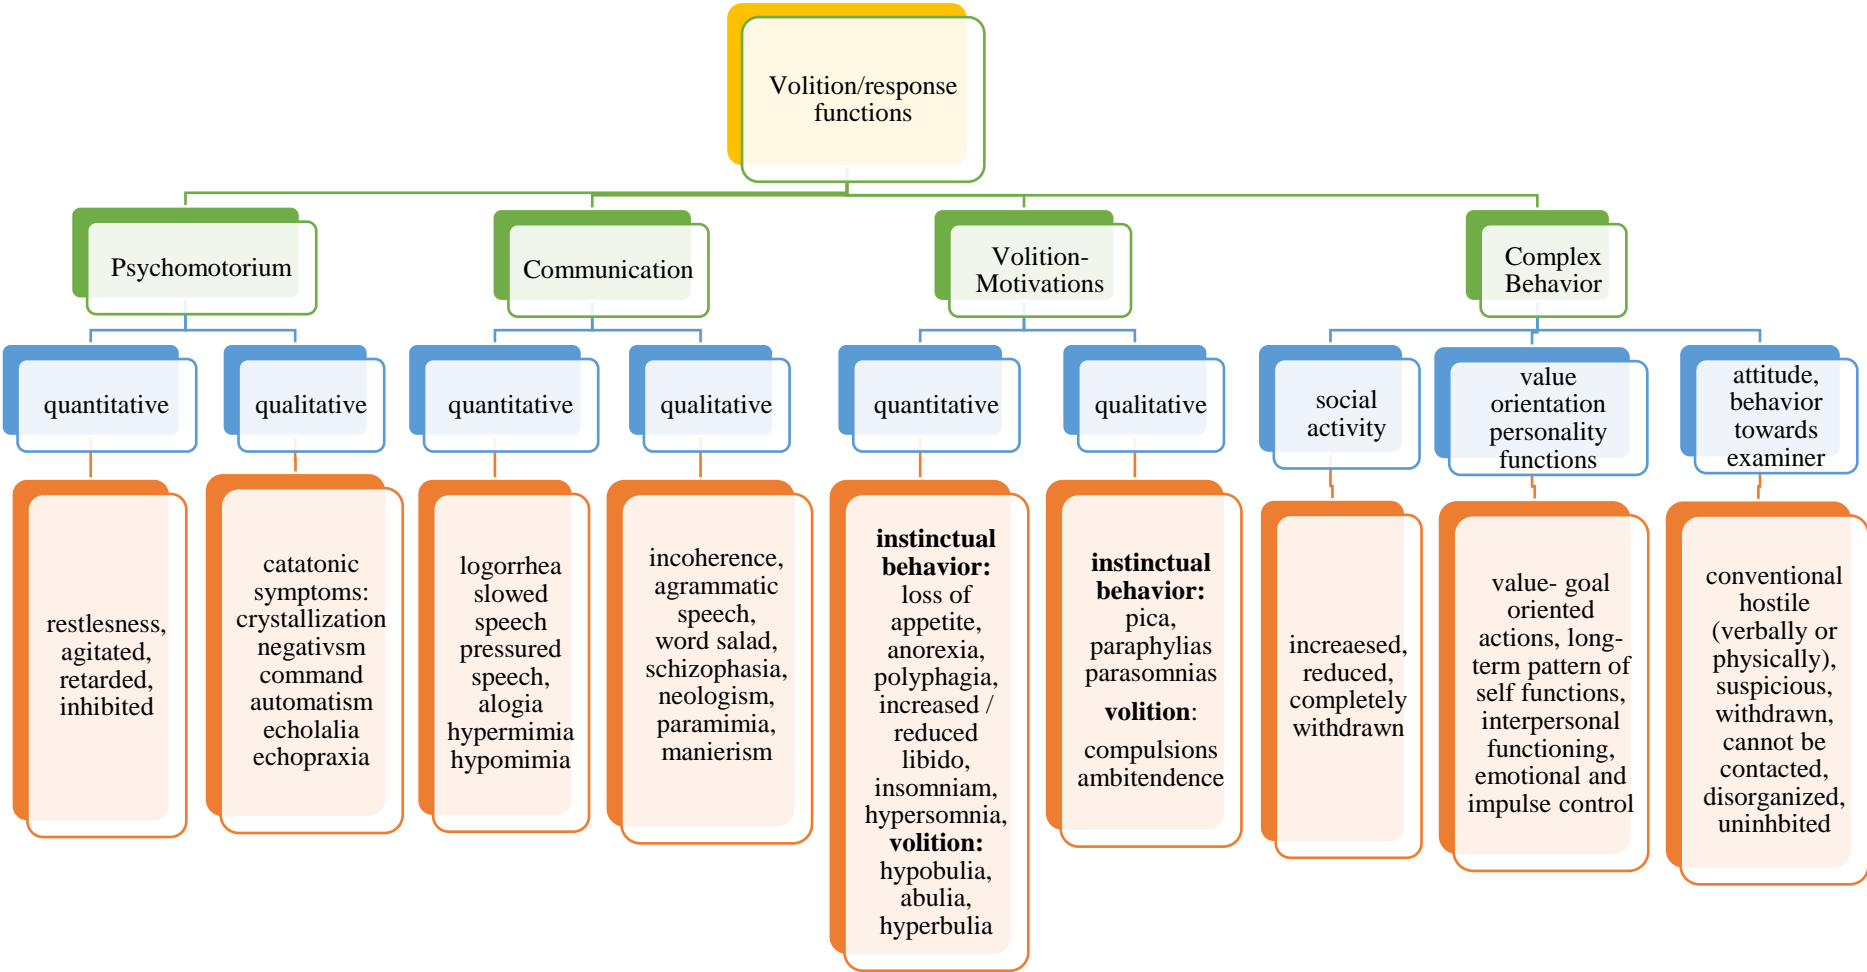 Volition/response
functions
Psychomotorium
Communication
Volition-
Motivations
Complex
Behavior
quantitative
qualitative
quantitative
qualitative
quantitative
qualitative
social
activity
value
orientation
personality
functions
attitude,
behavior
towards
examiner
restlesness,
agitated,
retarded,
inhibited
catatonic
symptoms:
crystallization
negativsm
command
automatism
echolalia
echopraxia
logorrhea
slowed
speech
pressured
speech,
alogia
hypermimia
hypomimia
incoherence,
agrammatic
speech,
word salad,
schizophasia,
neologism,
paramimia,
manierism
instinctual
behavior:
loss of
appetite,
anorexia,
polyphagia,
increased /
reduced
libido,
insomniam,
hypersomnia,
volition:
hypobulia,
abulia,
hyperbulia
instinctual
behavior:
pica,
paraphylias
parasomnias
volition:
compulsions
ambitendence
increaesed,
reduced,
completely
withdrawn
value- goal
oriented
actions, long-
term pattern of
self functions,
interpersonal
functioning,
emotional and
impulse control
conventional
hostile
(verbally or
physically),
suspicious,
withdrawn,
cannot be
contacted,
disorganized,
uninhbited